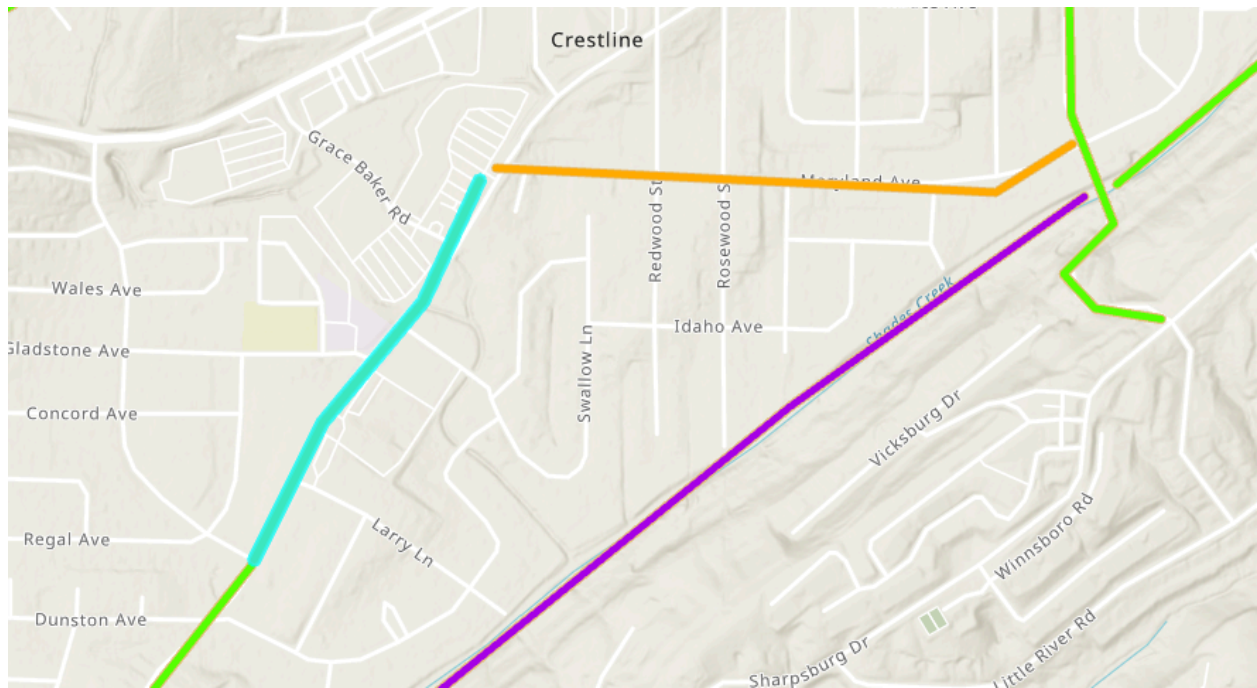 Crestline
Grace Baker Rd
Maryland Ave
Redwood St
Rosewood S
Wales Ave
Shades Creek
Idaho Ave
Gladstone Ave
Swallow Ln
Concord Ave
Vicksburg Dr
Regal Ave
Larry Ln
Winnsboro Rd
Dunston Ave
Sharpsburg Dr
Little River Rd